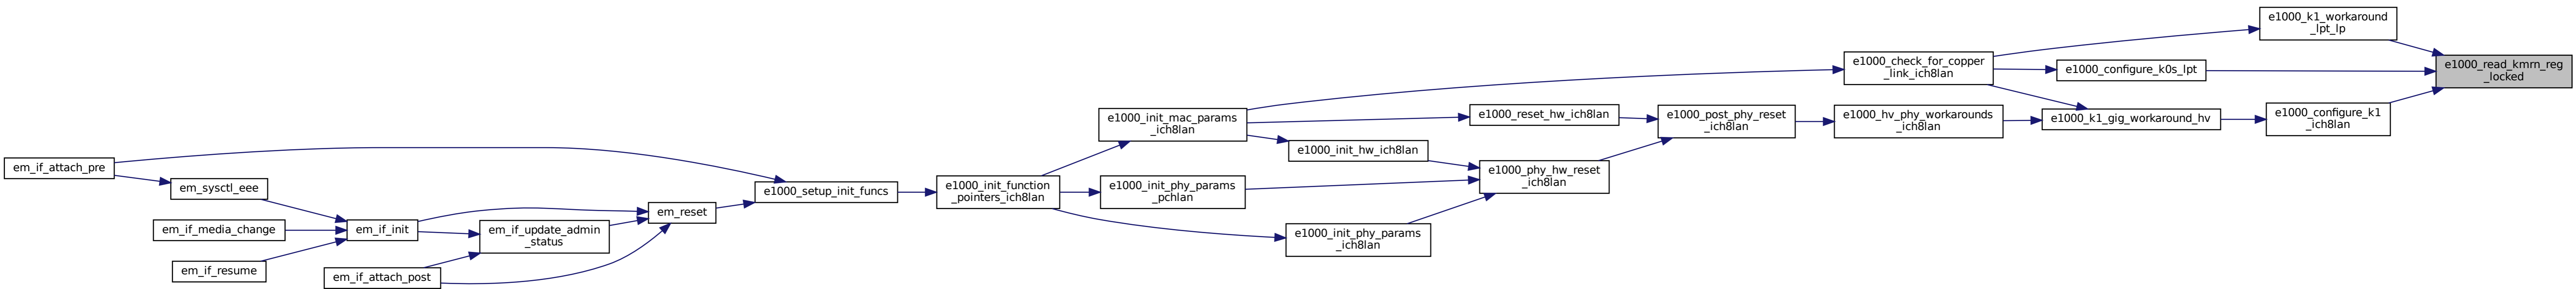 em_if_attach_pre
em_sysctl_eee
em_if_media_change
em_if_resume
em_if_init
em_if_attach_post
em_if_update_admin
_status
em_reset
e1000_setup_init_funcs
e1000_init_function
_pointers_ich8lan
e1000_init_mac_params
_ich8lan
e1000_init_phy_params
_pchlan
e1000_init_hw_ich8lan
e1000_init_phy_params
_ich8lan
e1000_reset_hw_ich8lan
e1000_phy_hw_reset
_ich8lan
e1000_post_phy_reset
_ich8lan
e1000_check_for_copper
_link_ich8lan
e1000_hv_phy_workarounds
_ich8lan
e1000_configure_k0s_lpt
e1000_k1_gig_workaround_hv
e1000_k1_workaround
_lpt_lp
e1000_configure_k1
_ich8lan
e1000_read_kmrn_reg
_locked